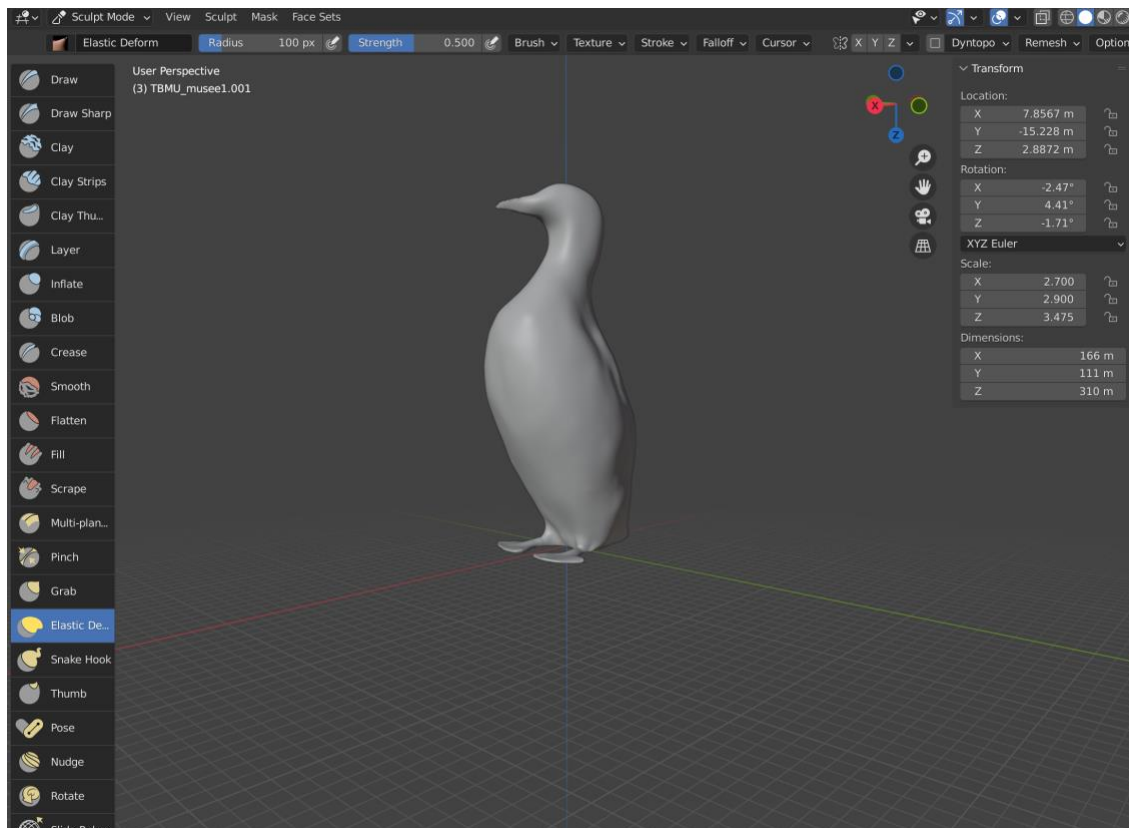 Sculpt Mode View Sculpt Mask Face Sets
Elastic Deform Radius 100 px Strength 0.500 Brush Texture Stroke Falloff Cursor X Y Z Dyntopo Remesh Option
User Perspective
(3) TBMU_musee1.001
Draw
Draw Sharp
Clay
Clay Strips
Clay Thu...
Layer
Inflate
Blob
Crease
Smooth
Flatten
Fill
Scrape
Multi-plan...
Pinch
Grab
Elastic De...
Snake Hook
Thumb
Pose
Nudge
Rotate
X
Z
Transform
Location:
X 7.8567 m
Y -15.228 m
Z 2.8872 m
Rotation:
X -2.47°
Y 4.41°
Z -1.71°
XYZ Euler
Scale:
X 2.700
Y 2.900
Z 3.475
Dimensions:
X 166 m
Y 111 m
Z 310 m